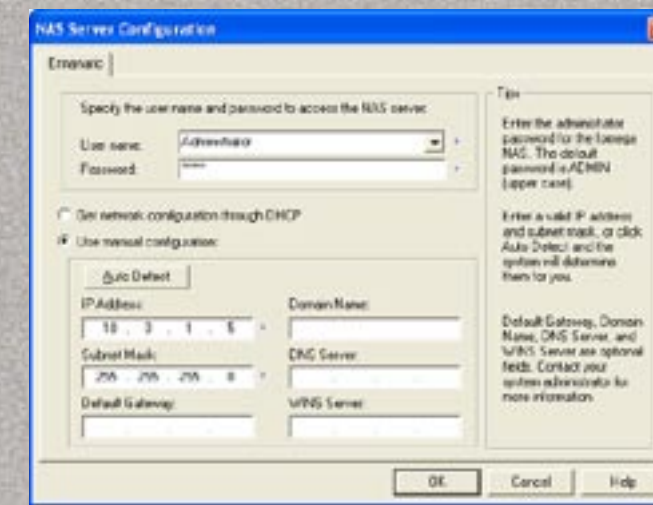 NAS Server Configuration
Ermanaric
Specify the user name and password to access the NAS server.
User name: Administrator
Password: *****
Get network configuration through DHCP
Use manual configuration:
Auto Detect
IP Address:
10 . 3 . 1 . 5 *
Subnet Mask:
255 . 255 . 255 . 0 *
Default Gateway:
Domain Name:
DNS Server:
WINS Server:
Tips
Enter the administrator
password for the Iomega
NAS. The default
password is ADMIN
(upper case).
Enter a valid IP address
and subnet mask, or click
Auto Detect and the
system will determine
them for you.
Default Gateway, Domain
Name, DNS Server, and
WINS Server are optional
fields. Contact your
system administrator for
more information.
OK
Cancel
Help